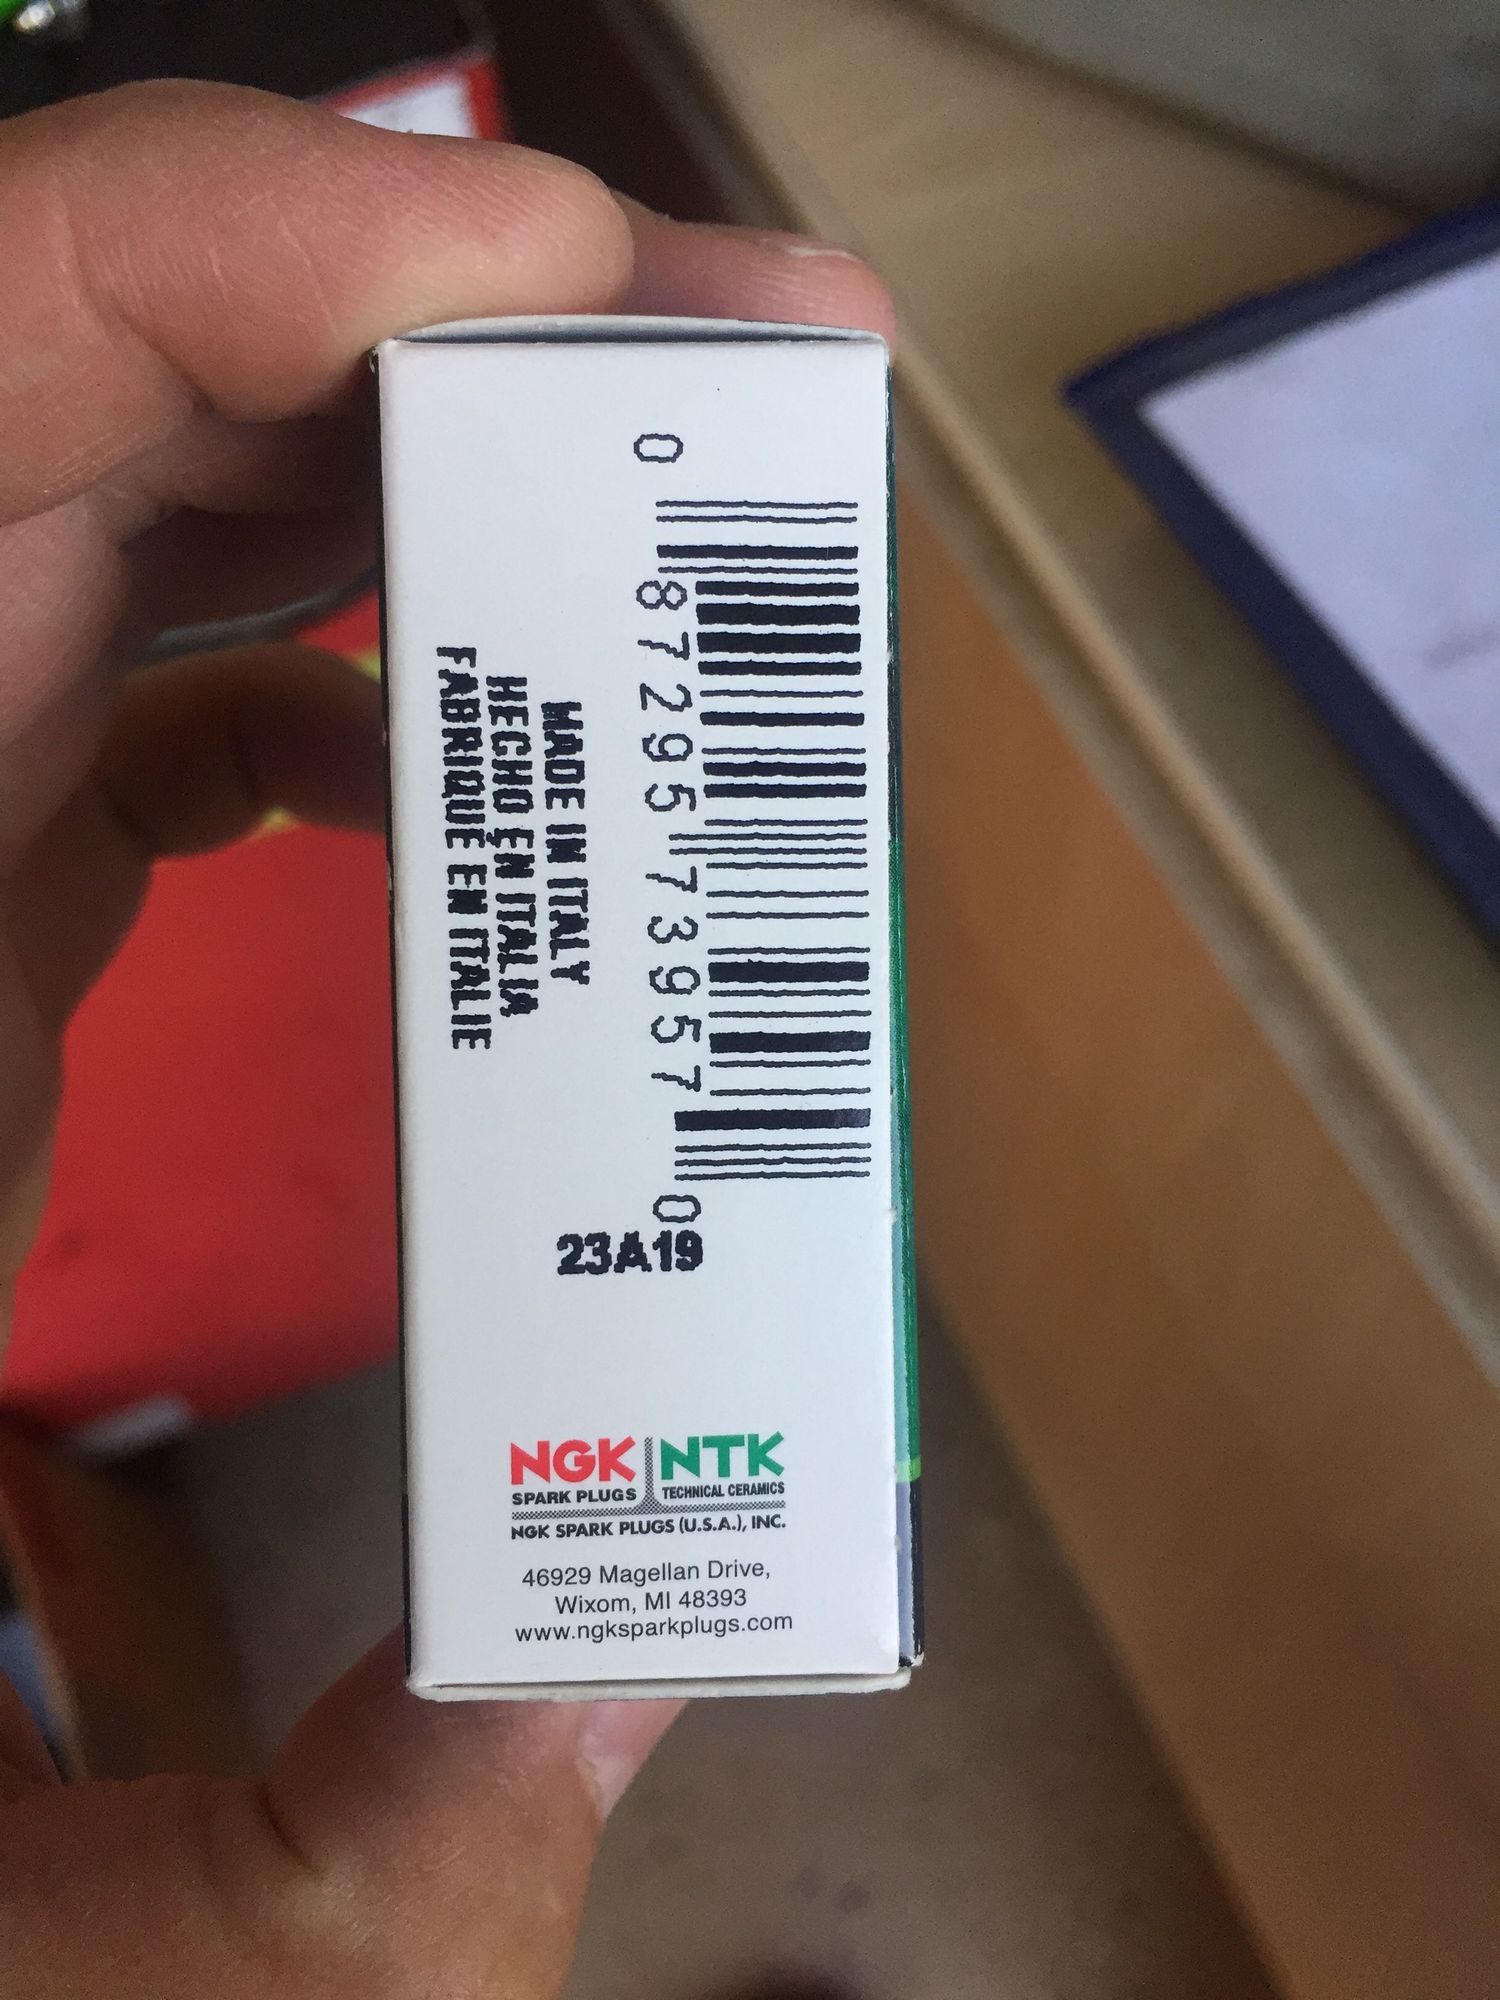 0 87295 73957 0
MADE IN ITALY
HECHO EN ITALIA
FABRIQUE EN ITALIE
23A19
NGK NTK
SPARK PLUGS TECHNICAL CERAMICS
NGK SPARK PLUGS (U.S.A.), INC.
46929 Magellan Drive,
Wixom, MI 48393
www.ngksparkplugs.com